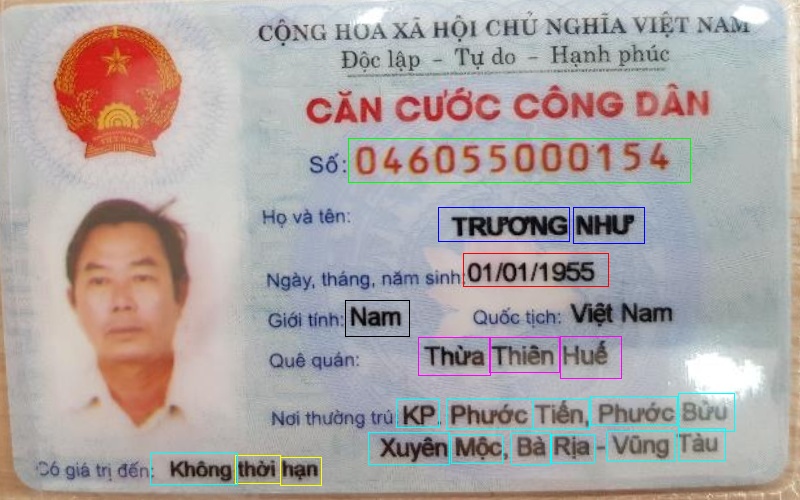 CỘNG HOÀ XÃ HỘI CHỦ NGHĨA VIỆT NAM
Độc lập - Tự do - Hạnh phúc
CĂN CƯỚC CÔNG DÂN
Số: 046055000154
Họ và tên: TRƯƠNG NHƯ
Ngày, tháng, năm sinh: 01/01/1955
Giới tính: Nam Quốc tịch: Việt Nam
Quê quán: Thừa Thiên Huế
Nơi thường trú: KP, Phước Tiến, Phước Bửu
Xuyên Mộc, Bà Rịa - Vũng Tàu
Có giá trị đến: Không thời hạn